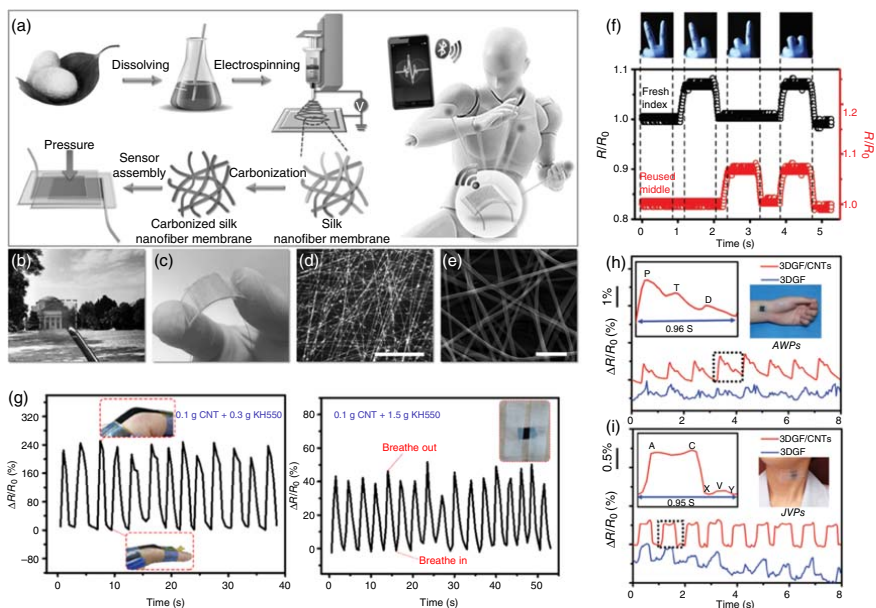 (a)
Dissolving
Electrospinning
V
Pressure
Sensor
assembly
Carbonization
Carbonized silk
nanofiber membrane
Silk
nanofiber membrane
(b)
(c)
(d)
(e)
(f)
1.1
1.0
0.9
0.8
R/R0
Fresh
index
Reused
middle
1.2
1.1
1.0
R/R0
0 1 2 3 4 5
Time (s)
Time (s)
(g)
0.1 g CNT + 0.3 g KH550
320
240
160
80
0
−80
ΔR/R0 (%)
0 10 20 30 40
Time (s)
0.1 g CNT + 1.5 g KH550
80
60
40
20
0
ΔR/R0 (%)
Breathe out
Breathe in
0 10 20 30 40 50
Time (s)
(h)
3DGF/CNTs
3DGF
1%
P
T
D
0.96 S
AWPs
ΔR/R0 (%)
0 2 4 6 8
(i)
3DGF/CNTs
3DGF
0.5%
A
C
X
V
Y
0.95 S
JVPs
ΔR/R0 (%)
0 2 4 6 8
Time (s)